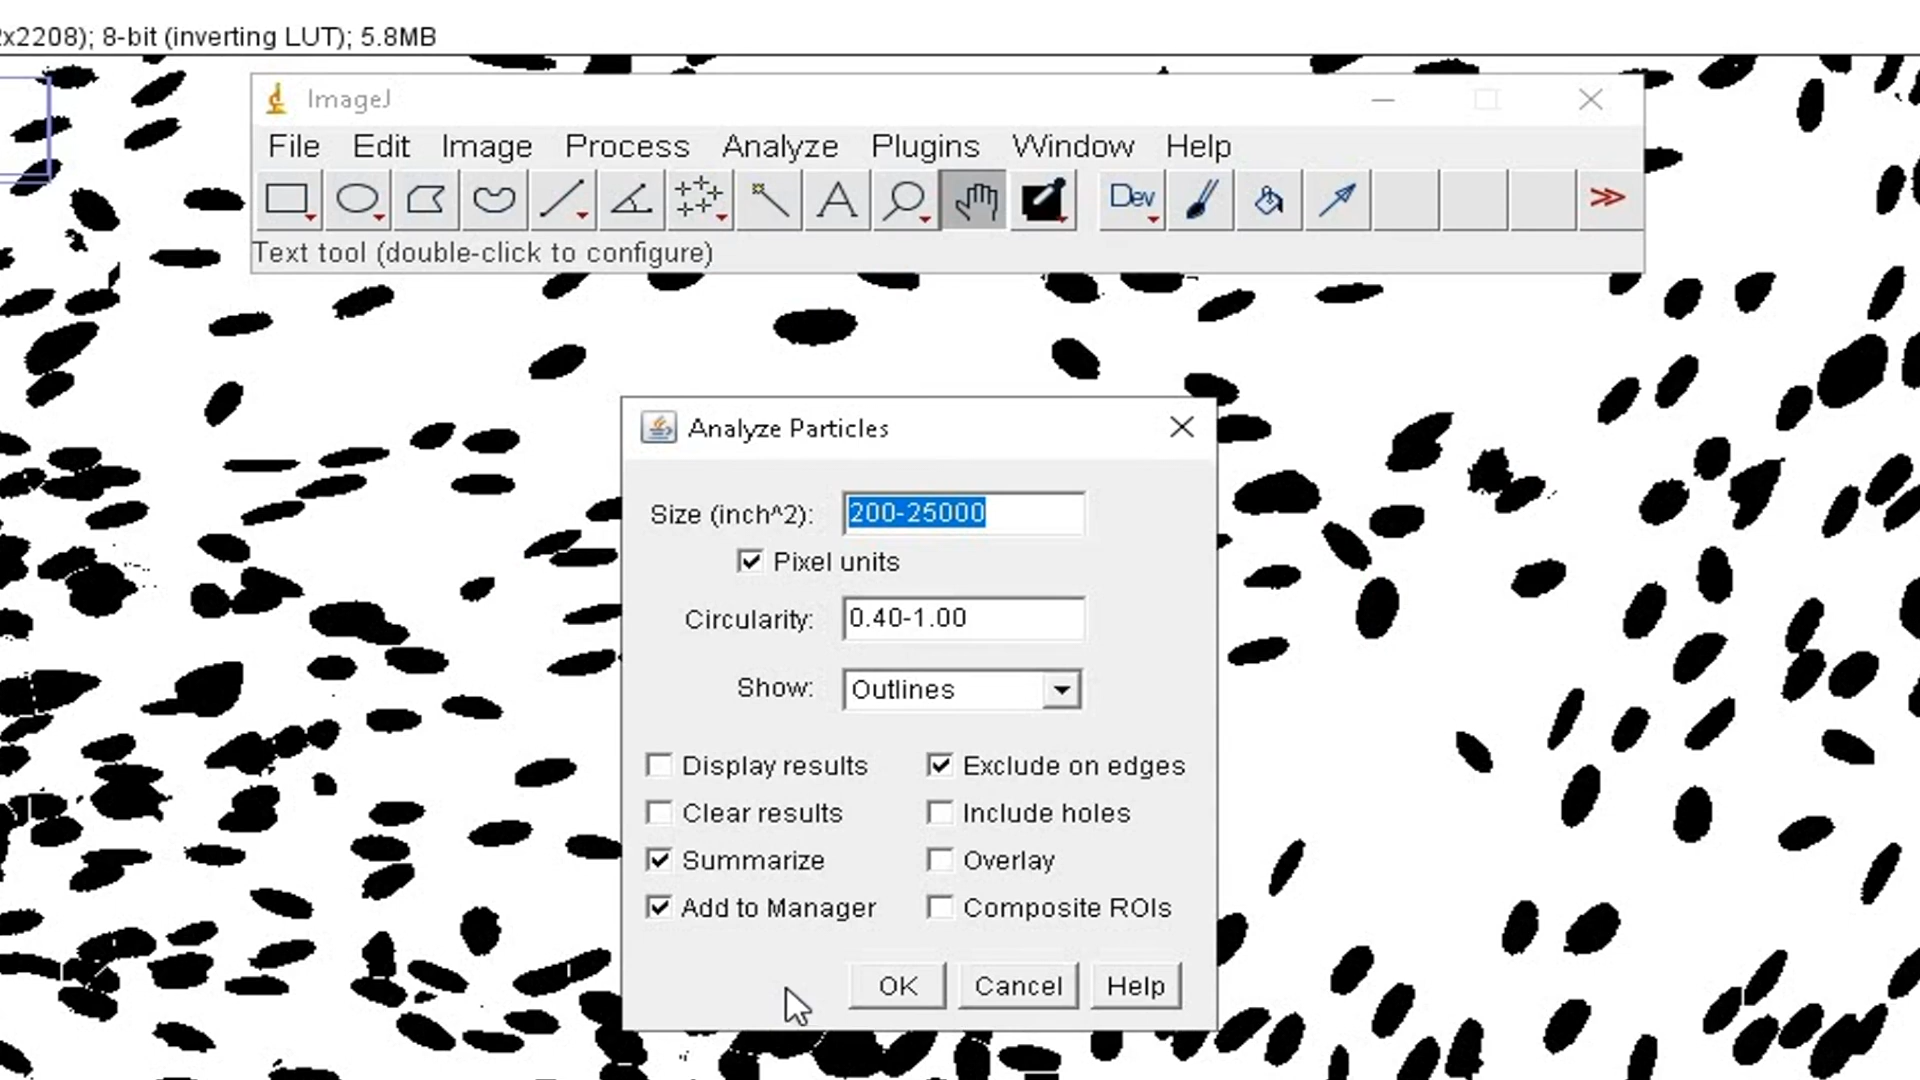 x2208); 8-bit (inverting LUT); 5.8MB
ImageJ
File Edit Image Process Analyze Plugins Window Help
A Dev >>
Text tool (double-click to configure)
Analyze Particles
Size (inch^2): 200-25000
Pixel units
Circularity: 0.40-1.00
Show: Outlines
Display results Exclude on edges
Clear results Include holes
Summarize Overlay
Add to Manager Composite ROIs
OK Cancel Help